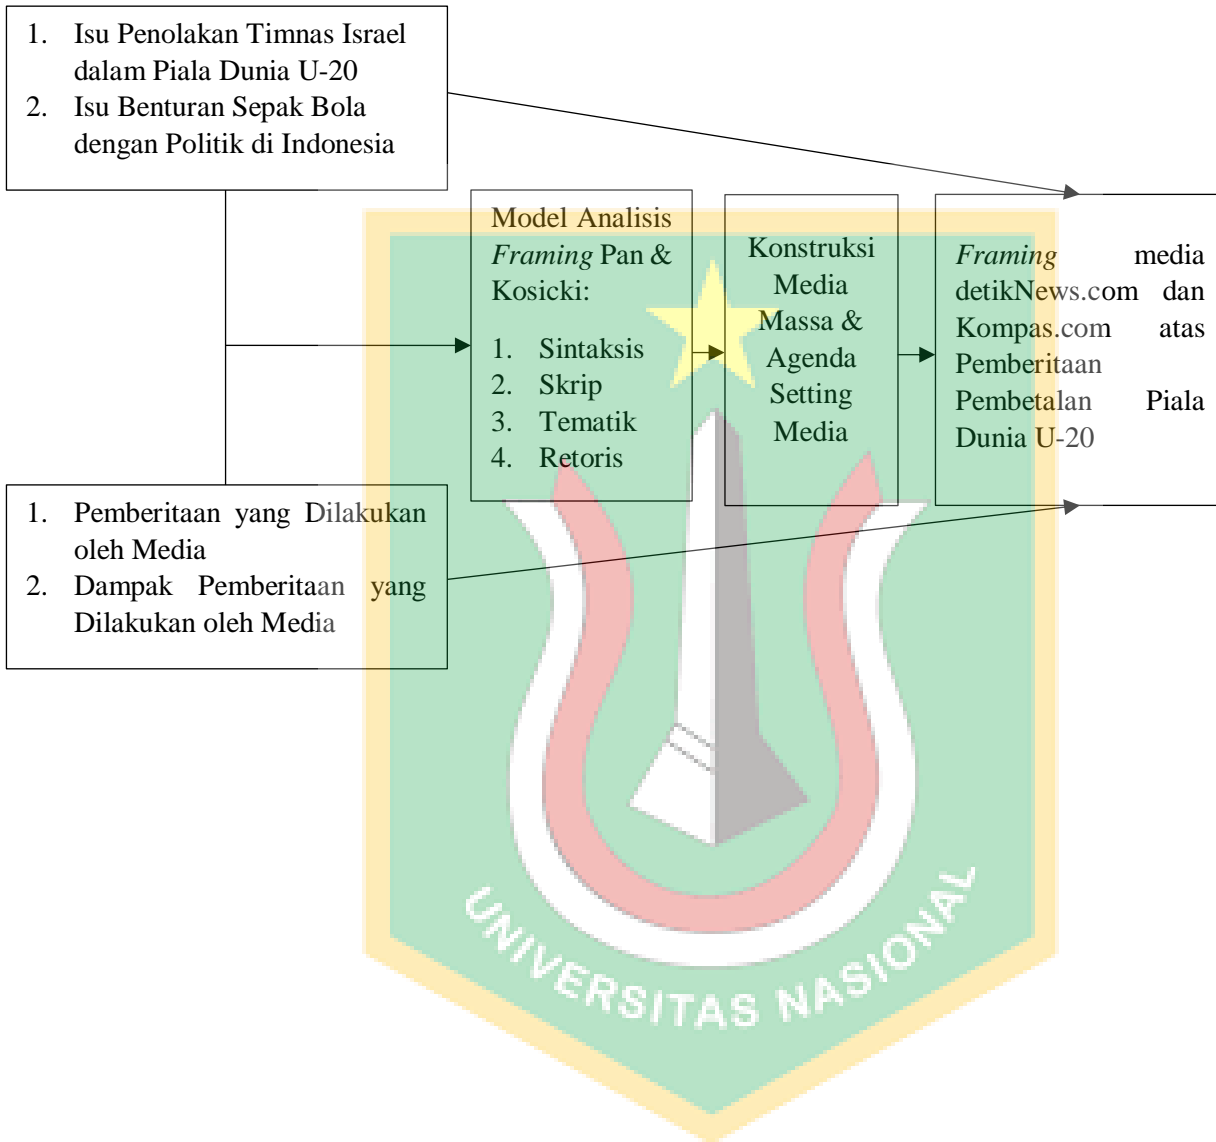 1. Isu Penolakan Timnas Israel
dalam Piala Dunia U-20
2. Isu Benturan Sepak Bola
dengan Politik di Indonesia
Model Analisis
Framing Pan &
Kosicki:
1. Sintaksis
2. Skrip
3. Tematik
4. Retoris
Konstruksi
Media
Massa &
Agenda
Setting
Media
Framing media
detikNews.com dan
Kompas.com atas
Pemberitaan
Pembetalan Piala
Dunia U-20
1. Pemberitaan yang Dilakukan
oleh Media
2. Dampak Pemberitaan yang
Dilakukan oleh Media
UNIVERSITAS NASIONAL